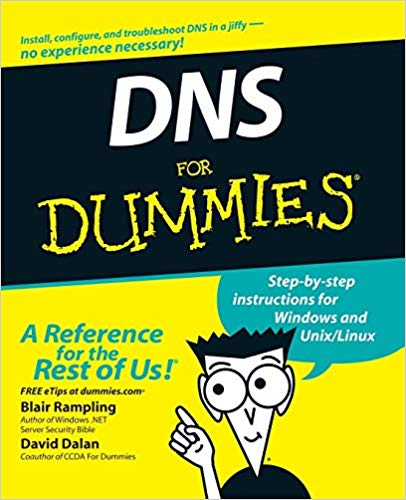 Install, configure, and troubleshoot DNS in a jiffy —
no experience necessary!
DNS
FOR
DUMMIES®
Step-by-step
instructions for
Windows and
Unix/Linux
A Reference
for the
Rest of Us!®
FREE eTips at dummies.com®
Blair Rampling
Author of Windows .NET
Server Security Bible
David Dalan
Coauthor of CCDA For Dummies